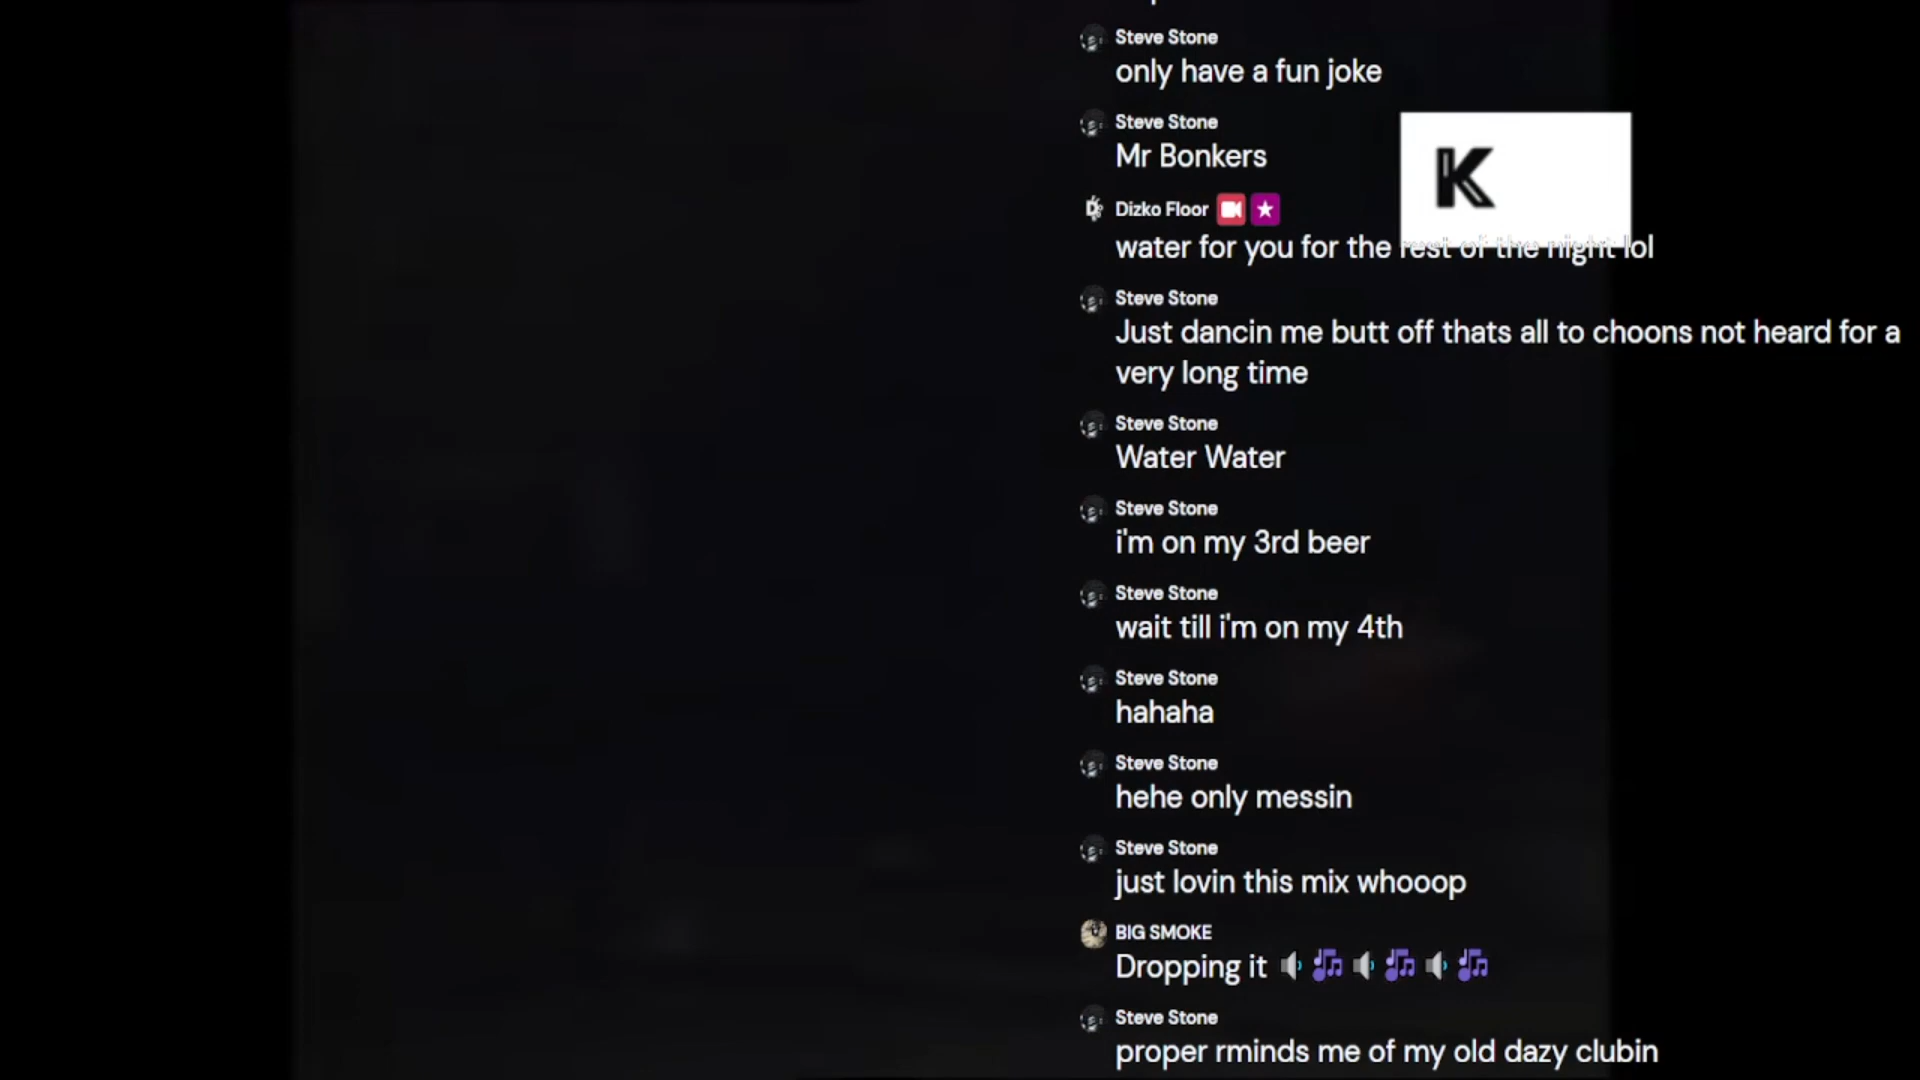 Steve Stone
only have a fun joke
Steve Stone
Mr Bonkers
K
Dizko Floor
water for you for the rest of the night lol
Steve Stone
Just dancin me butt off thats all to choons not heard for a
very long time
Steve Stone
Water Water
Steve Stone
i'm on my 3rd beer
Steve Stone
wait till i'm on my 4th
Steve Stone
hahaha
Steve Stone
hehe only messin
Steve Stone
just lovin this mix whooop
BIG SMOKE
Dropping it 🔈🎶🔈🎶🔈🎶
Steve Stone
proper rminds me of my old dazy clubin